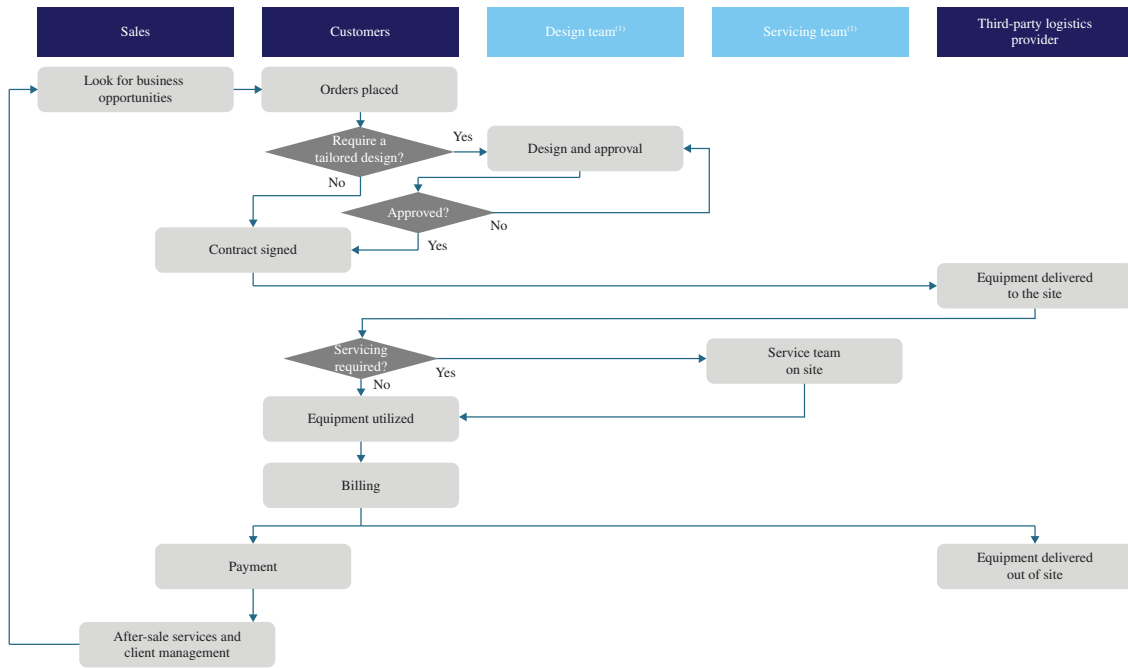 Sales
Customers
Design team(1)
Servicing team(1)
Third-party logistics
provider
Look for business
opportunities
Orders placed
Require a
tailored design?
Yes
No
Design and approval
Approved?
No
Yes
Contract signed
Equipment delivered
to the site
Servicing
required?
Yes
No
Service team
on site
Equipment utilized
Billing
Payment
Equipment delivered
out of site
After-sale services and
client management